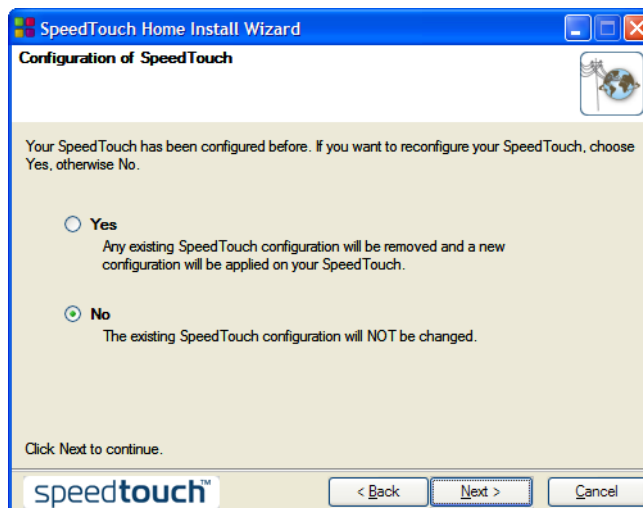 SpeedTouch Home Install Wizard
Configuration of SpeedTouch
Your SpeedTouch has been configured before. If you want to reconfigure your SpeedTouch, choose
Yes, otherwise No.
Yes
Any existing SpeedTouch configuration will be removed and a new
configuration will be applied on your SpeedTouch.
No
The existing SpeedTouch configuration will NOT be changed.
Click Next to continue.
speedtouch™
< Back
Next >
Cancel